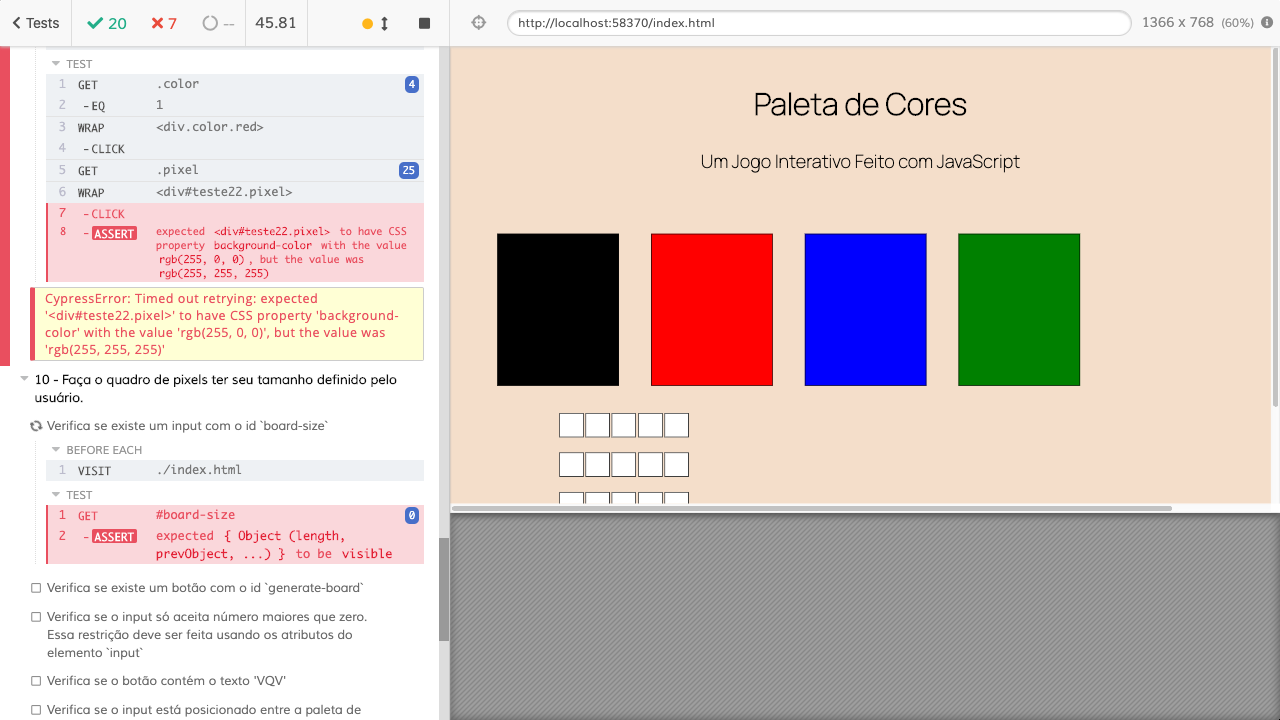 Tests 20 7 -- 45.81
http://localhost:58370/index.html 1366 x 768 (60%)
TEST
1 GET .color 4
2 -EQ 1
3 WRAP <div.color.red>
4 -CLICK
5 GET .pixel 25
6 WRAP <div#teste22.pixel>
7 -CLICK
8 -ASSERT expected <div#teste22.pixel> to have CSS
property background-color with the value
rgb(255, 0, 0), but the value was
rgb(255, 255, 255)
CypressError: Timed out retrying: expected
'<div#teste22.pixel>' to have CSS property 'background-
color' with the value 'rgb(255, 0, 0)', but the value was
'rgb(255, 255, 255)'
10 - Faça o quadro de pixels ter seu tamanho definido pelo
usuário.
Verifica se existe um input com o id `board-size`
BEFORE EACH
1 VISIT ./index.html
TEST
1 GET #board-size 0
2 -ASSERT expected { Object (length,
prevObject, ...) } to be visible
Verifica se existe um botão com o id `generate-board`
Verifica se o input só aceita número maiores que zero.
Essa restrição deve ser feita usando os atributos do
elemento `input`
Verifica se o botão contém o texto 'VQV'
Verifica se o input está posicionado entre a paleta de
Paleta de Cores
Um Jogo Interativo Feito com JavaScript